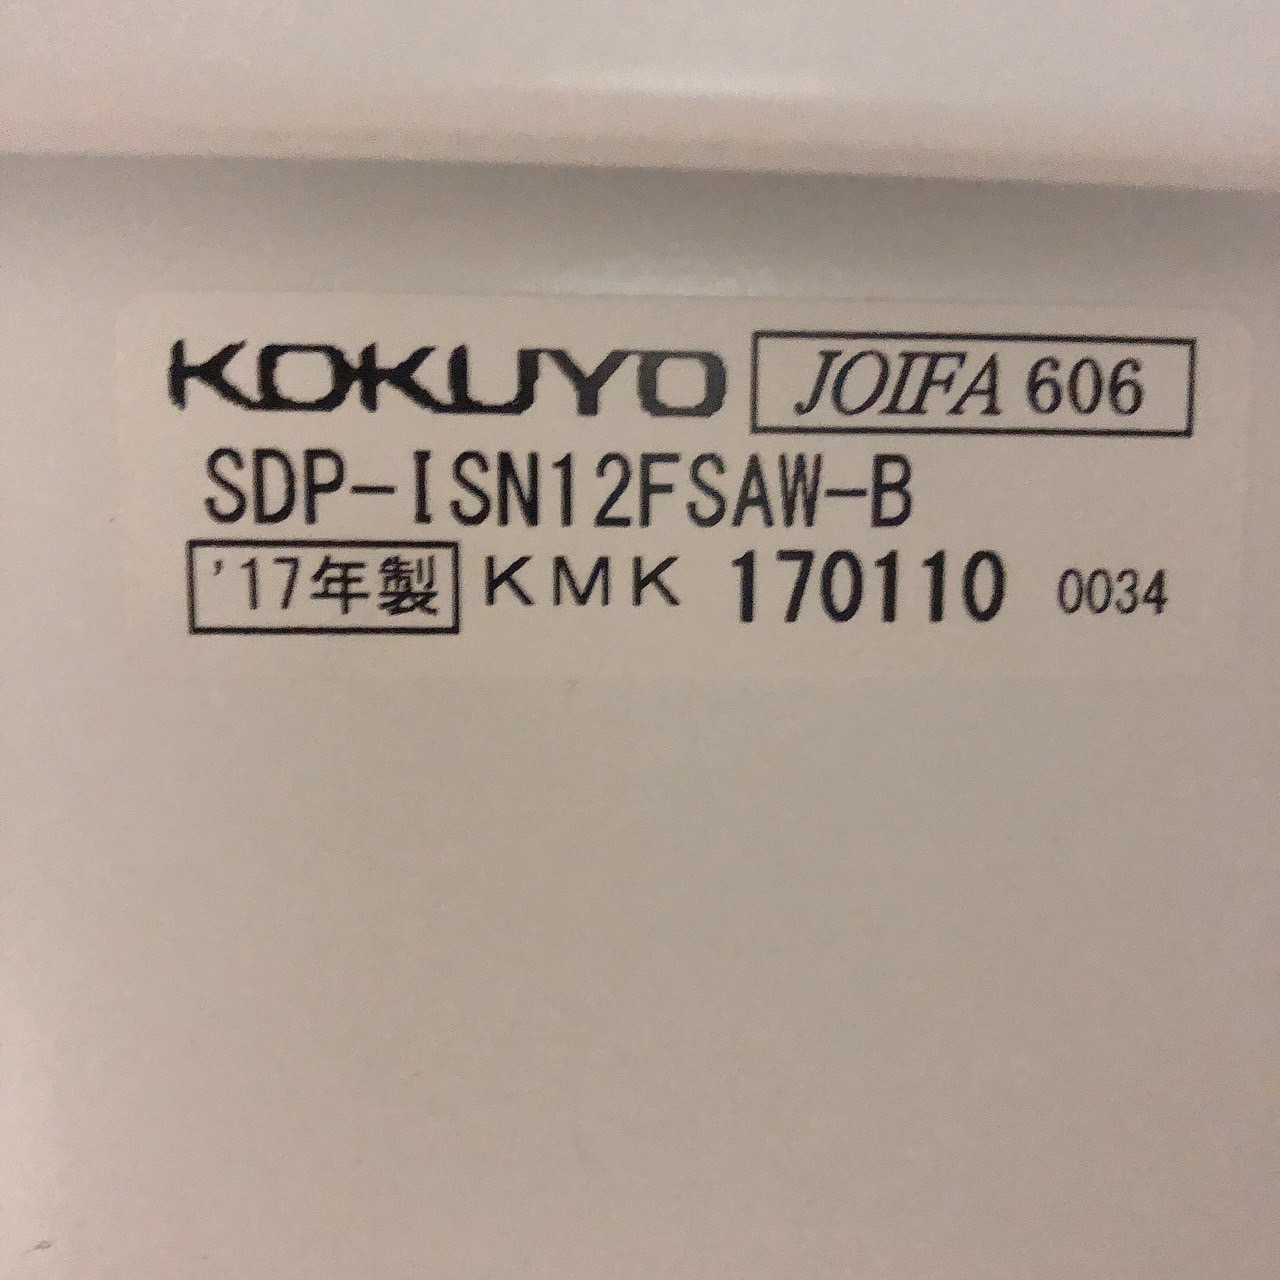 KOKUYO JOIFA 606
SDP-ISN12FSAW-B
'17年製 KMK 170110 0034